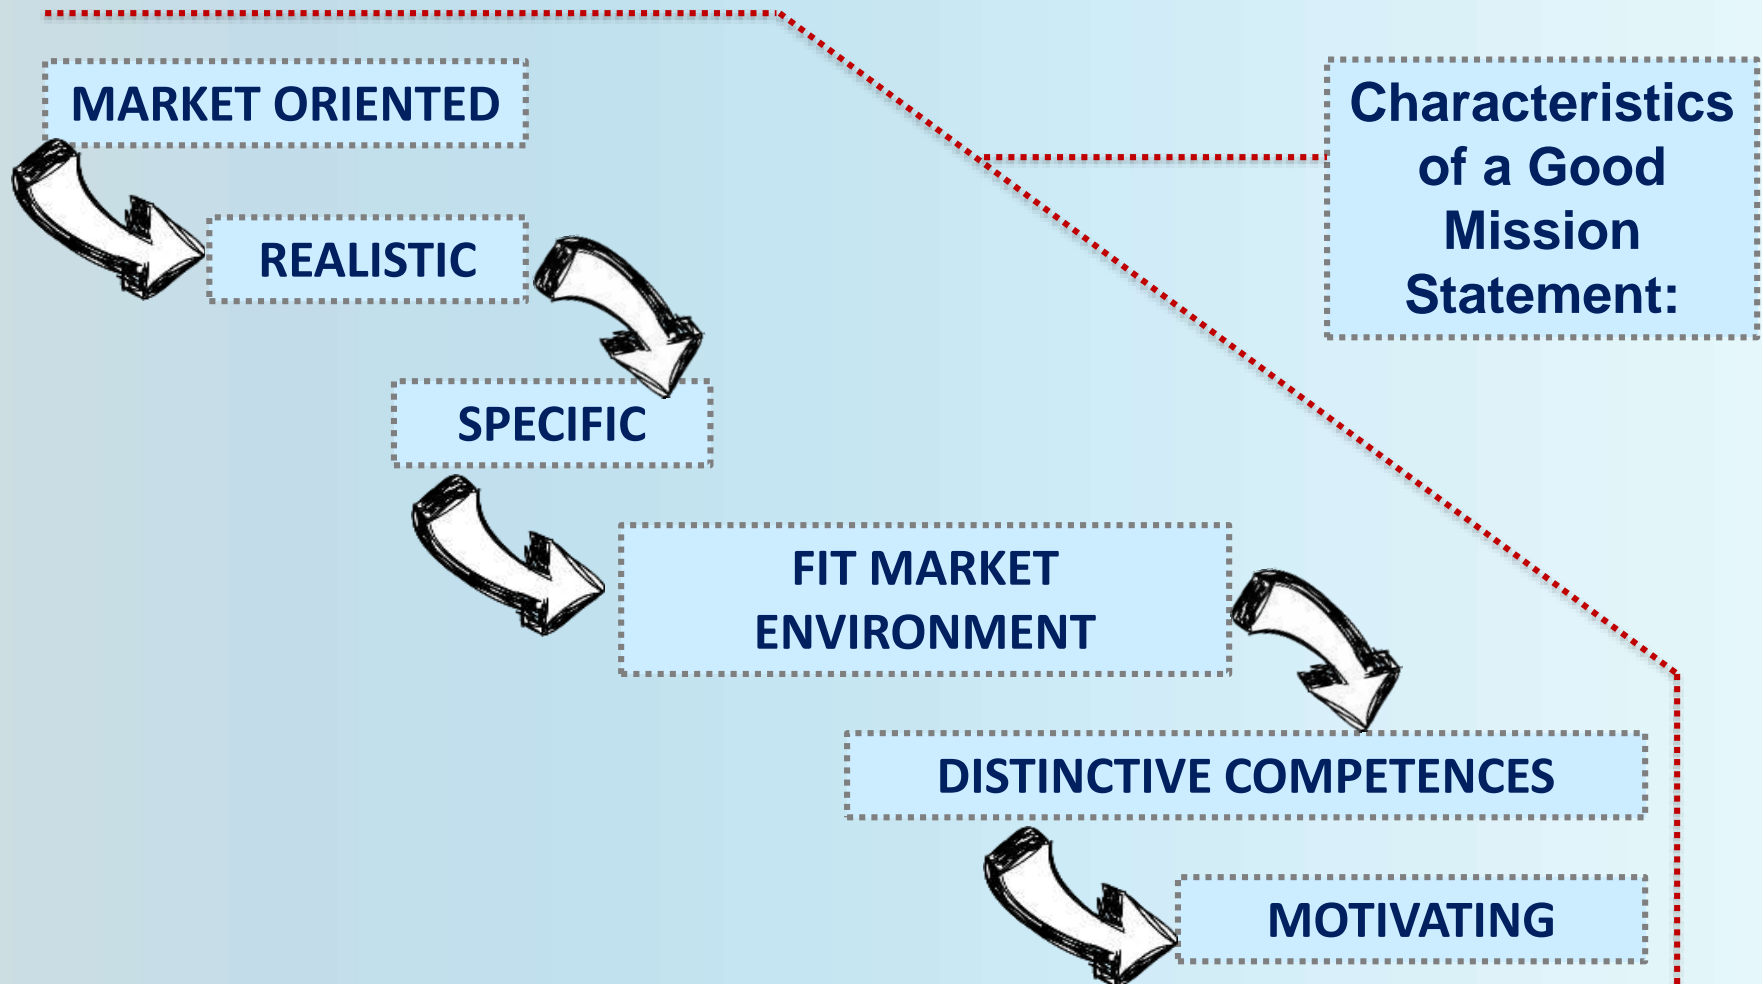 Characteristics
of a Good
Mission
Statement:
MARKET ORIENTED
REALISTIC
SPECIFIC
FIT MARKET
ENVIRONMENT
DISTINCTIVE COMPETENCES
MOTIVATING